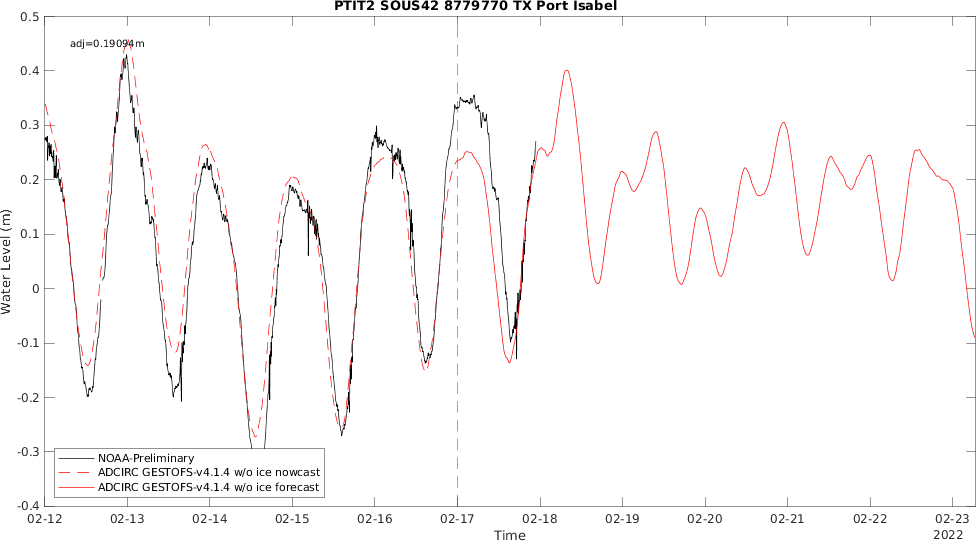 PTIT2 SOUS42 8779770 TX Port Isabel
0.5
adj=0.19094m
0.4
0.3
0.2
0.1
0
-0.1
-0.2
-0.3
-0.4
Water Level (m)
NOAA-Preliminary
ADCIRC GESTOFS-v4.1.4 w/o ice nowcast
ADCIRC GESTOFS-v4.1.4 w/o ice forecast
02-12 02-13 02-14 02-15 02-16 02-17 02-18 02-19 02-20 02-21 02-22 02-23
Time
2022